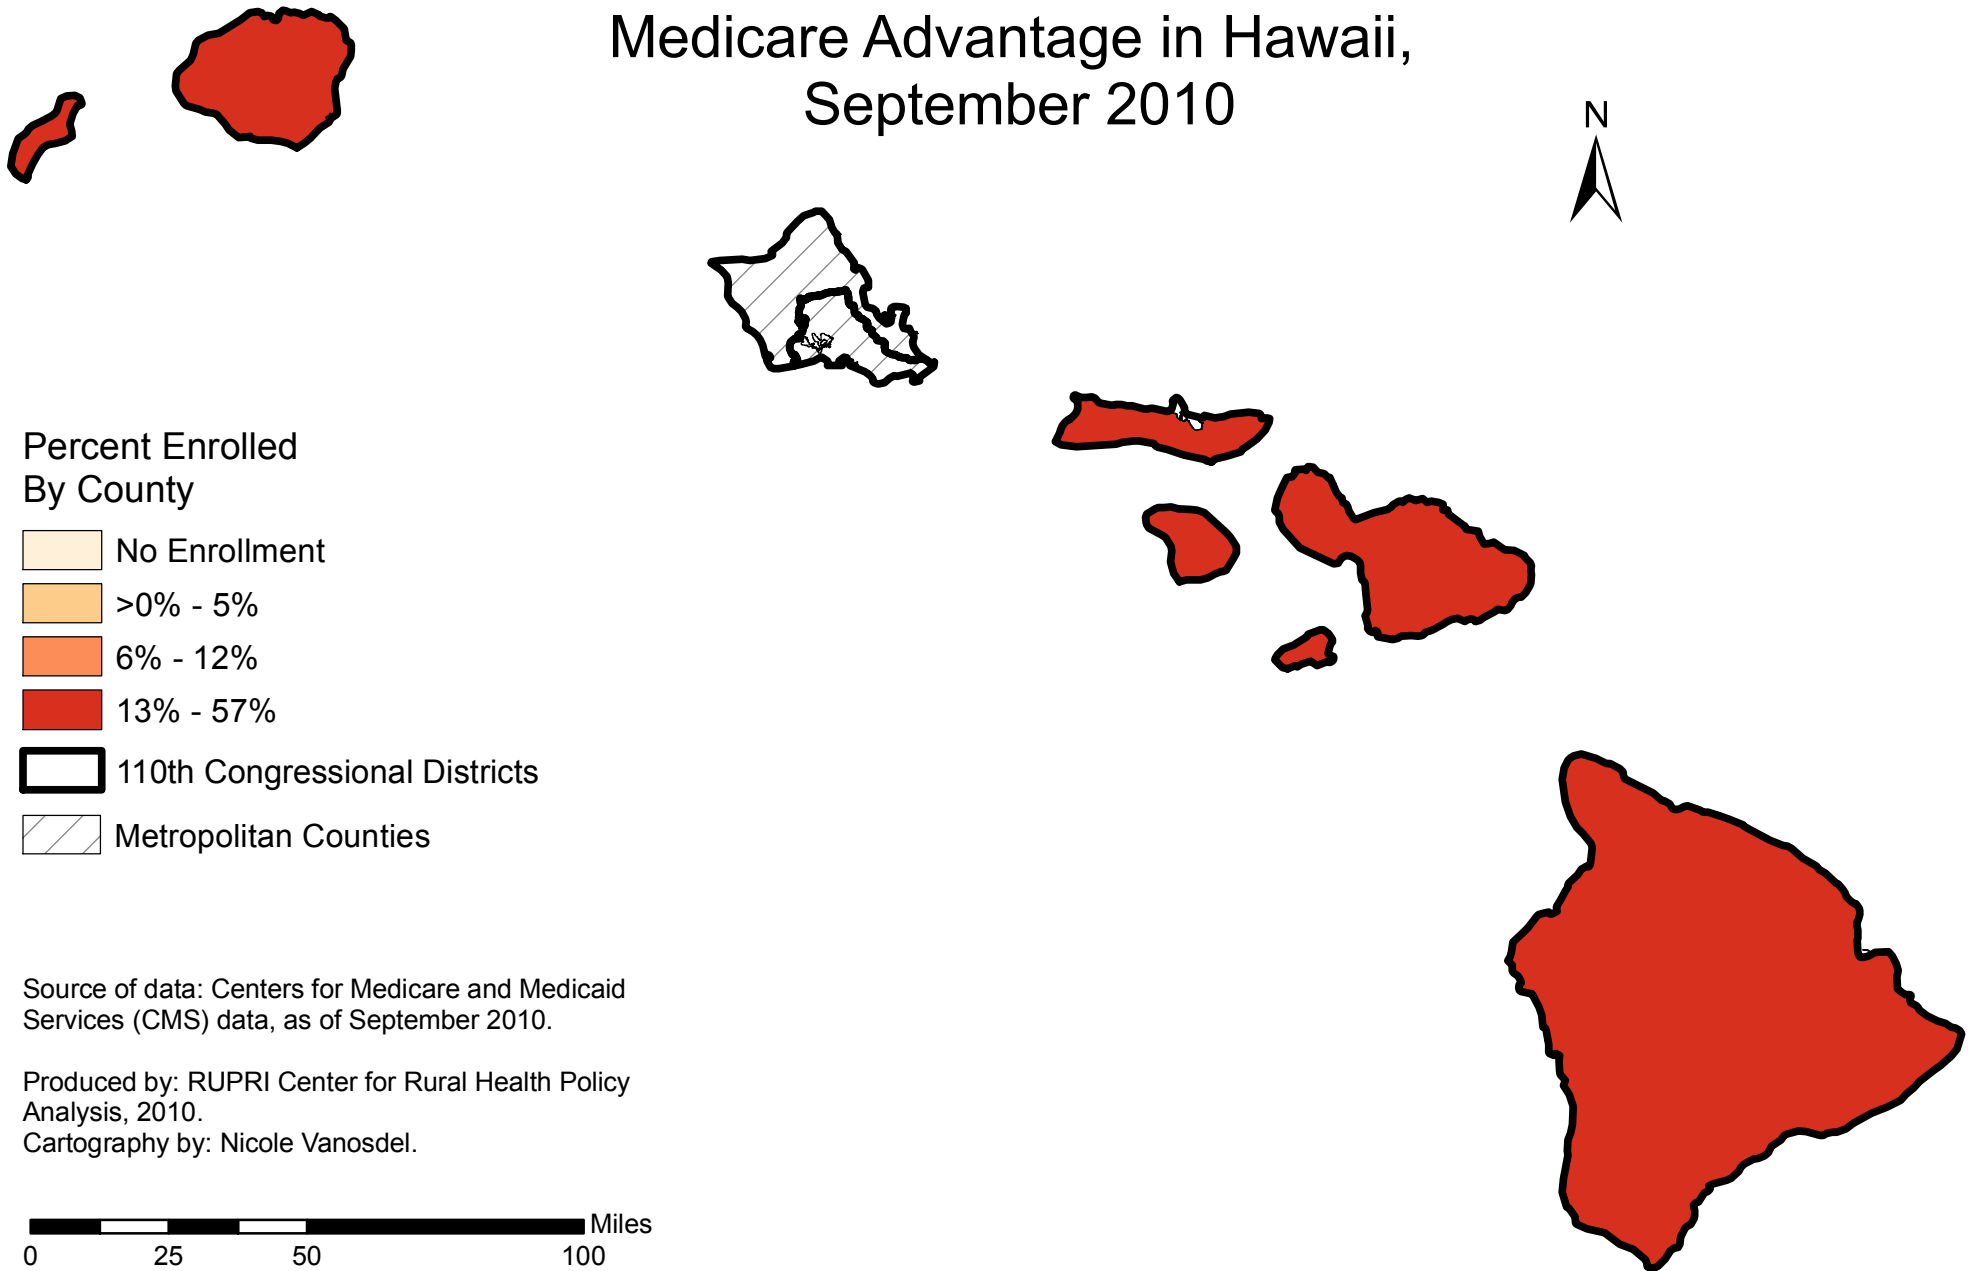 Medicare Advantage in Hawaii,
September 2010
N
Percent Enrolled
By County
No Enrollment
>0% - 5%
6% - 12%
13% - 57%
110th Congressional Districts
Metropolitan Counties
Source of data: Centers for Medicare and Medicaid
Services (CMS) data, as of September 2010.
Produced by: RUPRI Center for Rural Health Policy
Analysis, 2010.
Cartography by: Nicole Vanosdel.
Miles
0 25 50 100